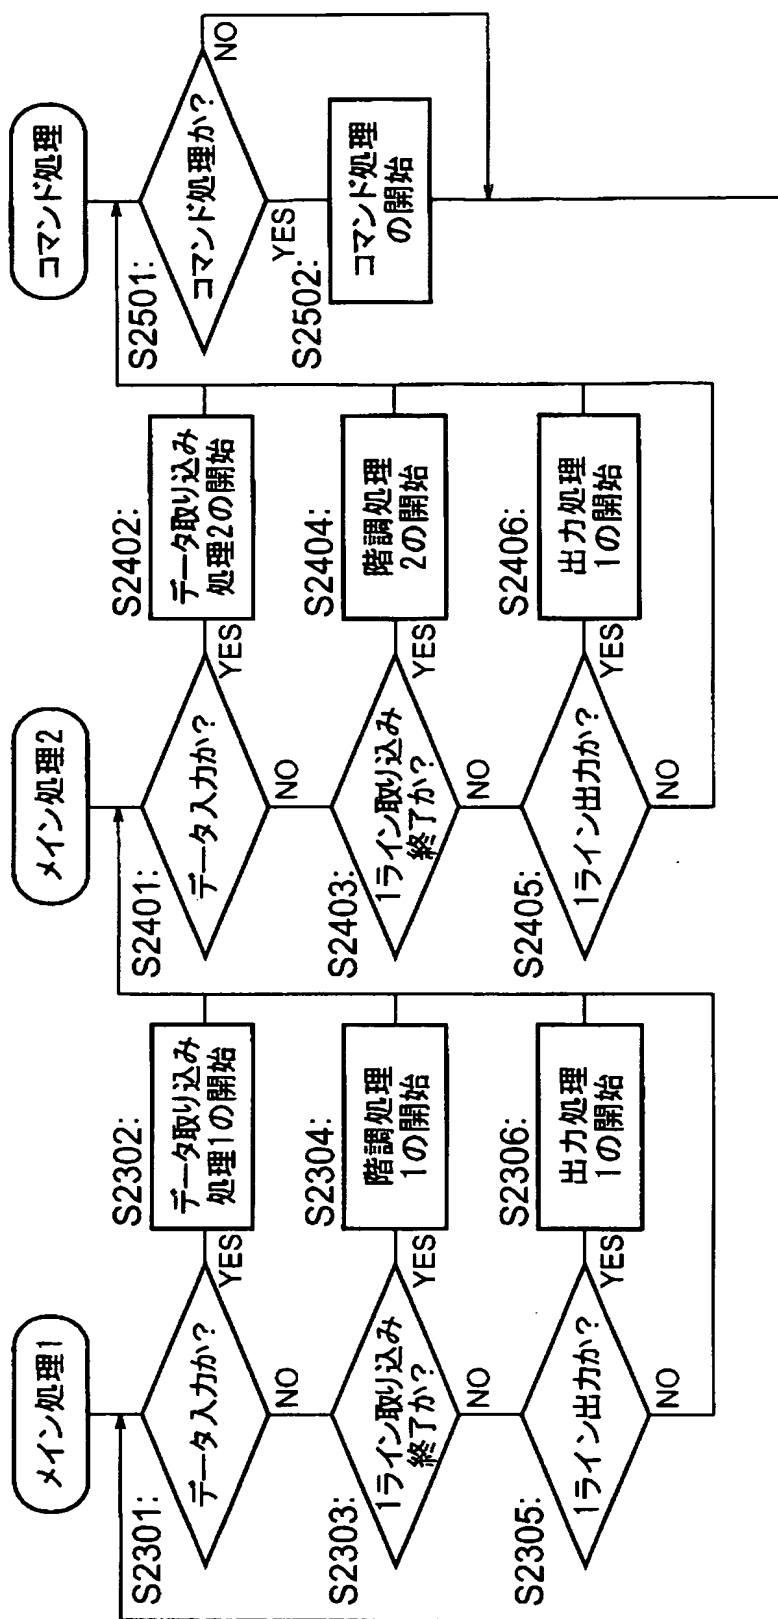 メイン処理1
S2301:
データ入力か?
YES
NO
S2302:
データ取り込み
処理1の開始
S2303:
1ライン取り込み
終了か?
YES
NO
S2304:
階調処理
1の開始
S2305:
1ライン出力か?
YES
NO
S2306:
出力処理
1の開始
メイン処理2
S2401:
データ入力か?
YES
NO
S2402:
データ取り込み
処理2の開始
S2403:
1ライン取り込み
終了か?
YES
NO
S2404:
階調処理
2の開始
S2405:
1ライン出力か?
YES
NO
S2406:
出力処理
1の開始
コマンド処理
S2501:
コマンド処理か?
NO
YES
S2502:
コマンド処理
の開始